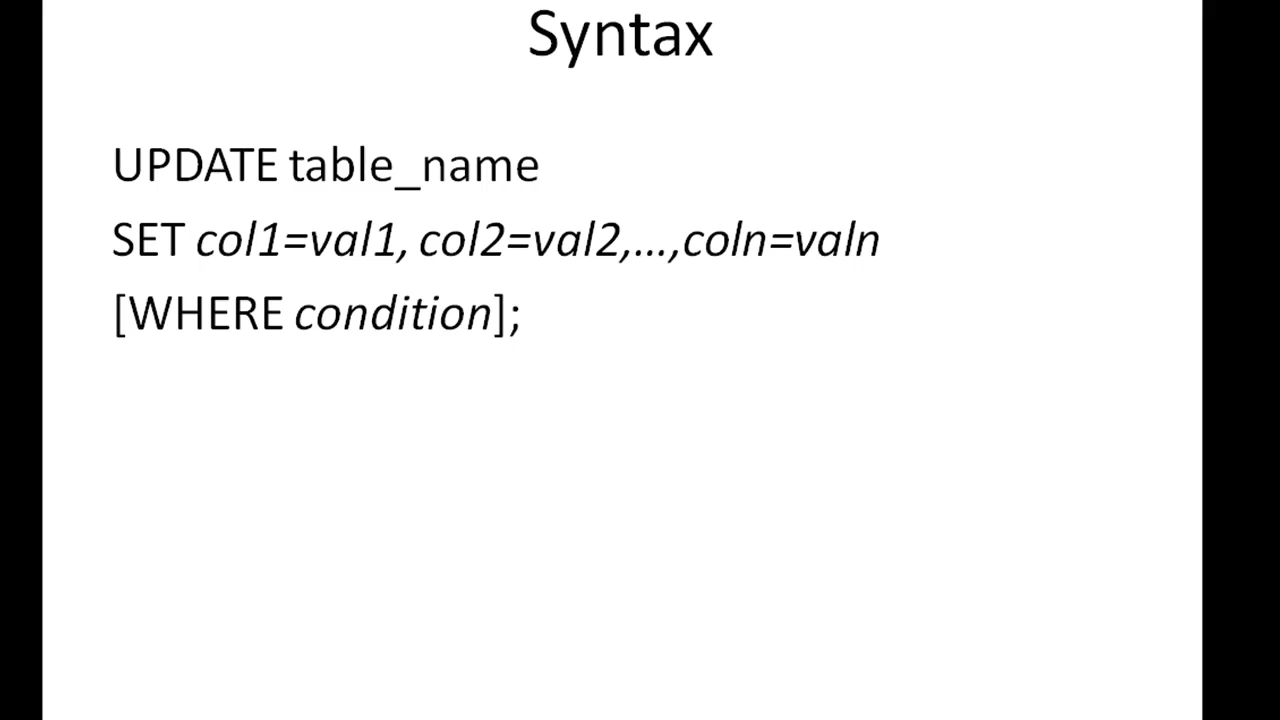 Syntax
UPDATE table_name
SET col1=val1, col2=val2,...,coln=valn
[WHERE condition];